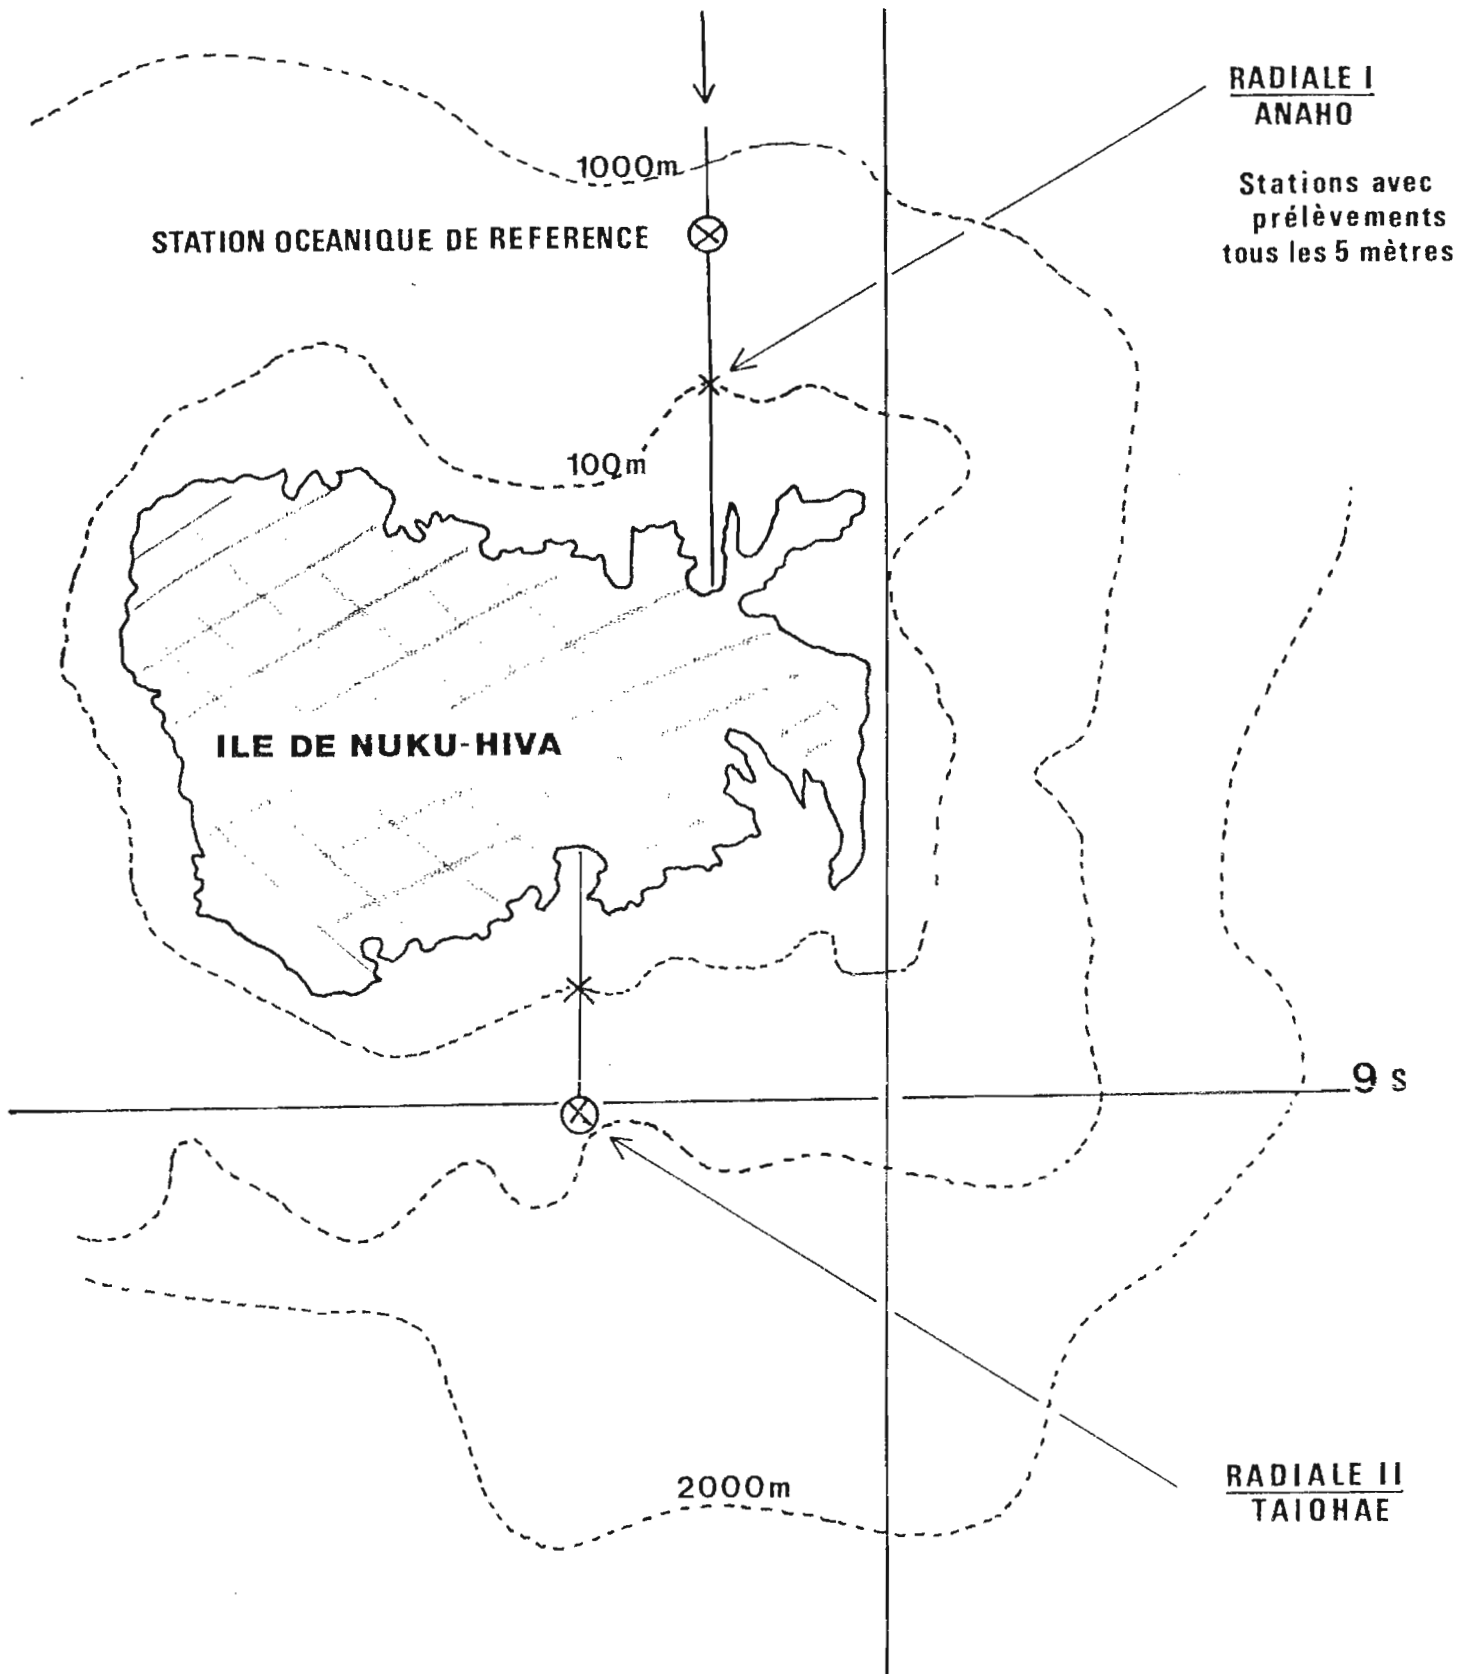 RADIALE I
ANAHO
Stations avec
prélèvements
tous les 5 mètres
1000m
STATION OCEANIQUE DE REFERENCE
100m
ILE DE NUKU-HIVA
9 S
2000m
RADIALE II
TAIOHAE